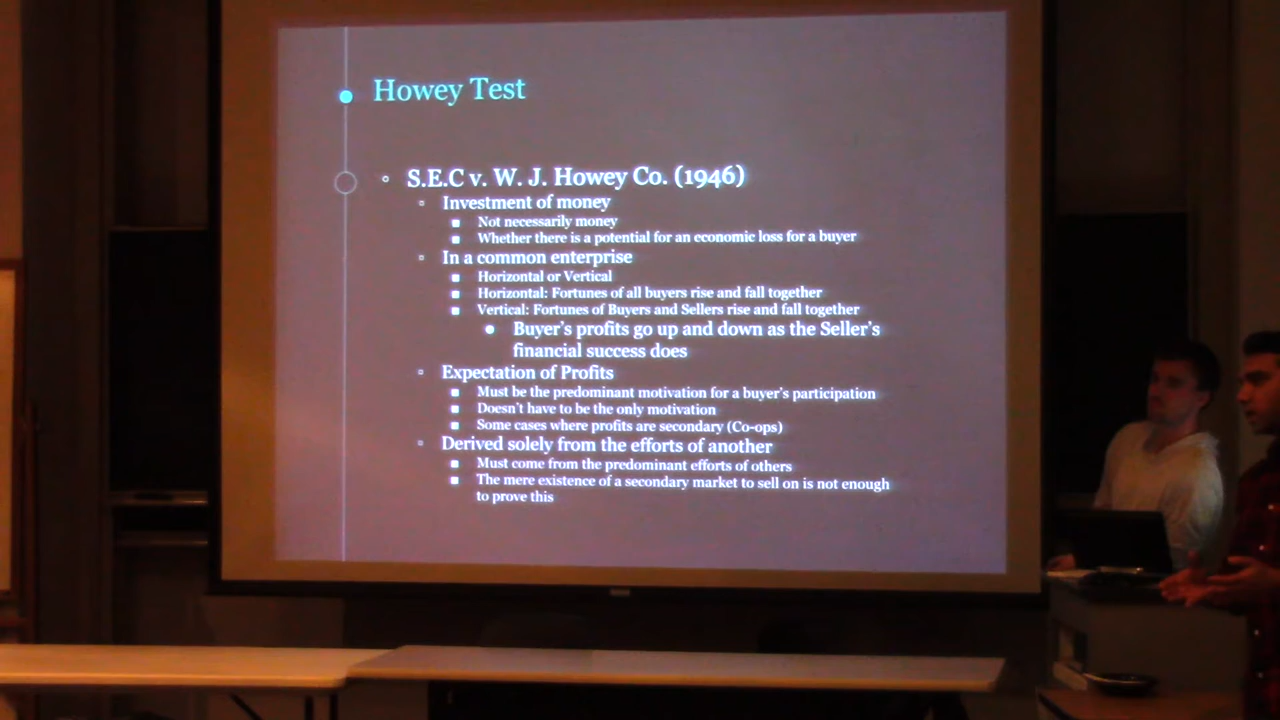 Howey Test
S.E.C v. W. J. Howey Co. (1946)
Investment of money
Not necessarily money
Whether there is a potential for an economic loss for a buyer
In a common enterprise
Horizontal or Vertical
Horizontal: Fortunes of all buyers rise and fall together
Vertical: Fortunes of Buyers and Sellers rise and fall together
Buyer's profits go up and down as the Seller's
financial success does
Expectation of Profits
Must be the predominant motivation for a buyer's participation
Doesn't have to be the only motivation
Some cases where profits are secondary (Co-ops)
Derived solely from the efforts of another
Must come from the predominant efforts of others
The mere existence of a secondary market to sell on is not enough
to prove this